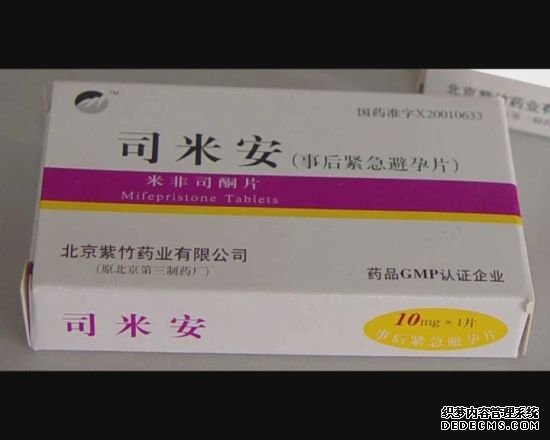 TM
国药准字X20010633
司米安(事后紧急避孕片)
米非司酮片
Mifepristone Tablets
北京紫竹药业有限公司
(原北京第三制药厂)
药品GMP认证企业
司米安
10mg×1片
事后紧急避孕片
北京紫竹药业有
织梦内容管理系统
DEDECMS.COM